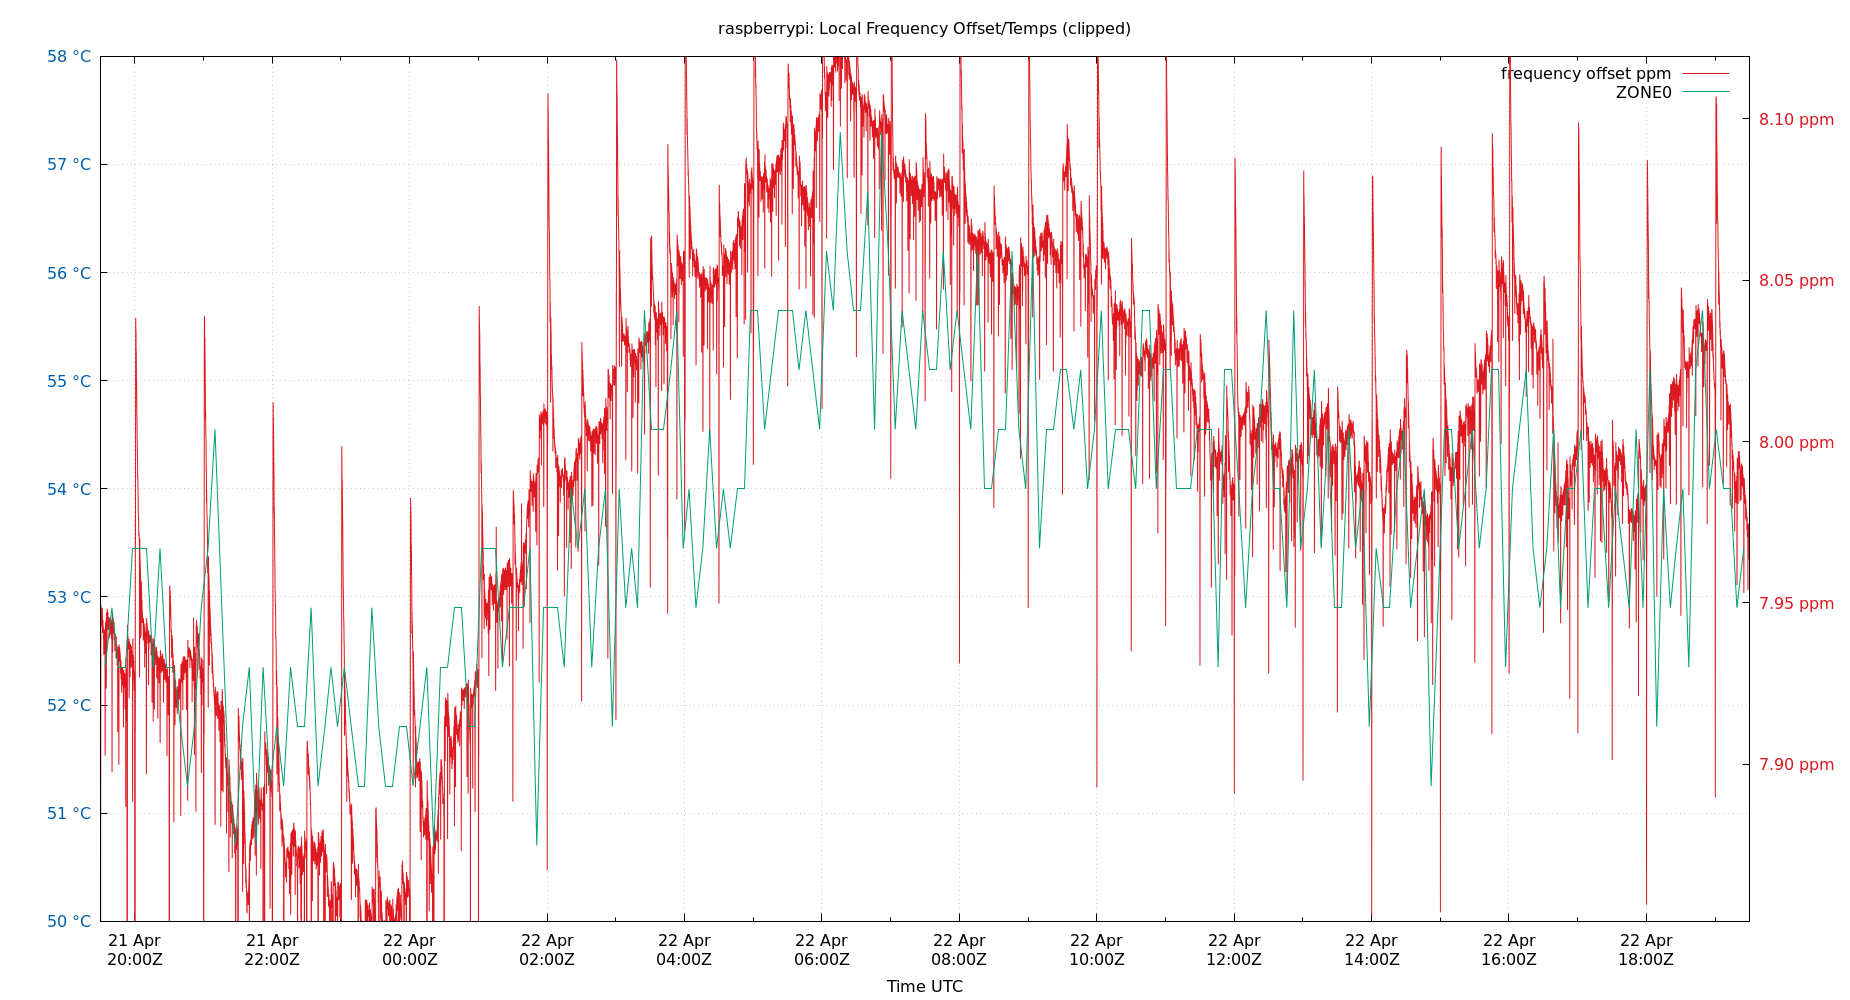 raspberrypi: Local Frequency Offset/Temps (clipped)
58 °C
57 °C
56 °C
55 °C
54 °C
53 °C
52 °C
51 °C
50 °C
frequency offset ppm
ZONE0
8.10 ppm
8.05 ppm
8.00 ppm
7.95 ppm
7.90 ppm
21 Apr
20:00Z
21 Apr
22:00Z
22 Apr
00:00Z
22 Apr
02:00Z
22 Apr
04:00Z
22 Apr
06:00Z
22 Apr
08:00Z
22 Apr
10:00Z
22 Apr
12:00Z
22 Apr
14:00Z
22 Apr
16:00Z
22 Apr
18:00Z
Time UTC